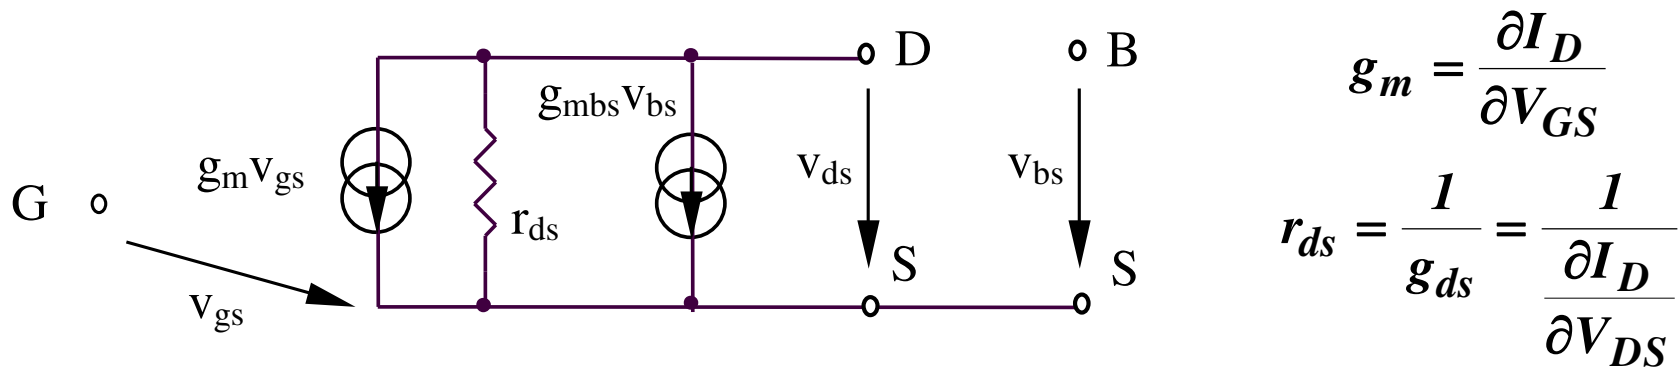 D
B
g_mbs v_bs
g_m v_gs
v_ds
v_bs
G
r_ds
S
S
v_gs
g_m = ∂I_D / ∂V_GS
r_ds = 1 / g_ds = 1 / (∂I_D / ∂V_DS)